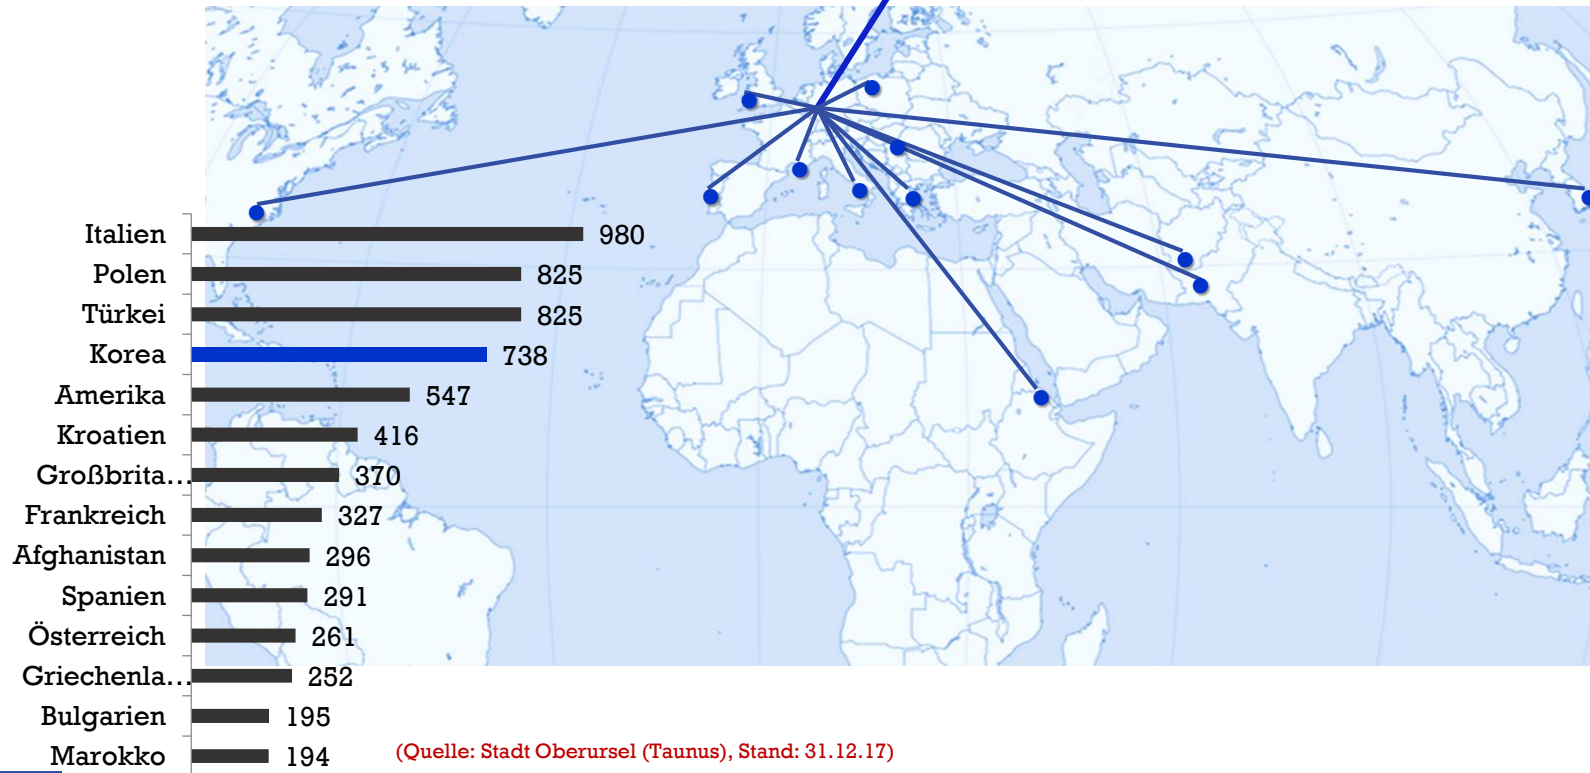 Italien 980
Polen 825
Türkei 825
Korea 738
Amerika 547
Kroatien 416
Großbrita... 370
Frankreich 327
Afghanistan 296
Spanien 291
Österreich 261
Griechenla... 252
Bulgarien 195
Marokko 194
(Quelle: Stadt Oberursel (Taunus), Stand: 31.12.17)